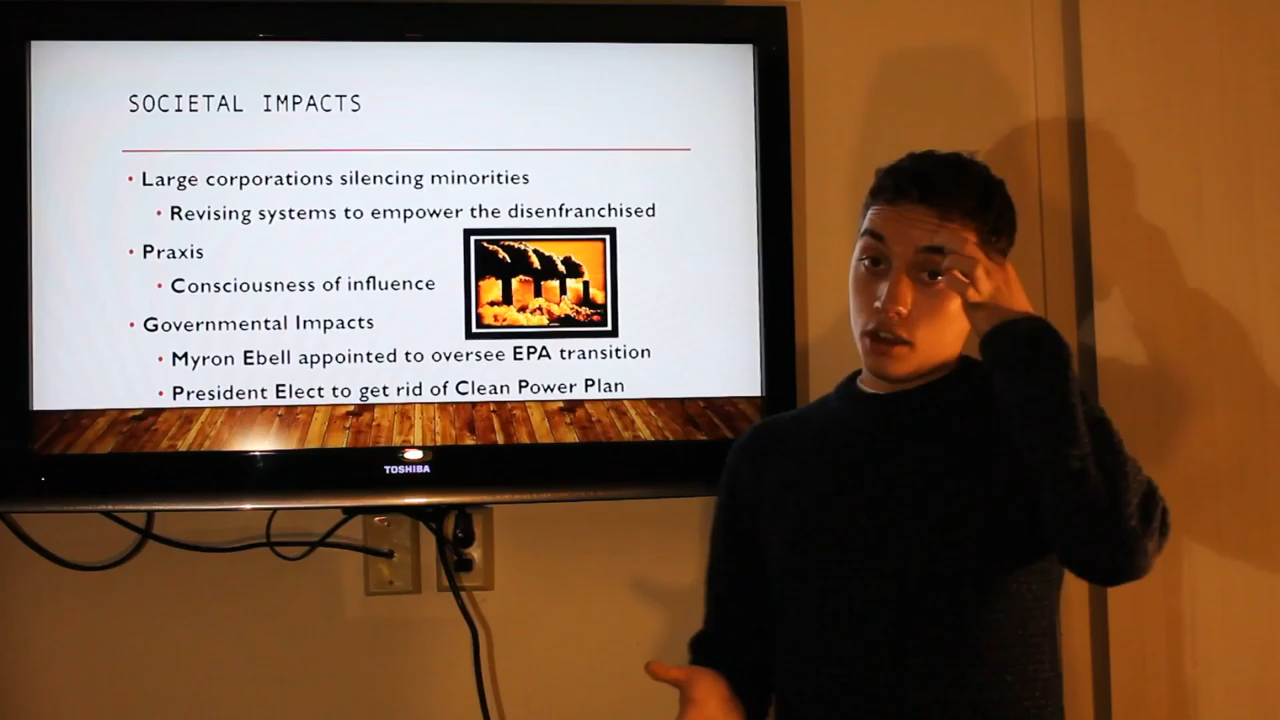 SOCIETAL IMPACTS
• Large corporations silencing minorities
• Revising systems to empower the disenfranchised
• Praxis
• Consciousness of influence
• Governmental Impacts
• Myron Ebell appointed to oversee EPA transition
• President Elect to get rid of Clean Power Plan
TOSHIBA